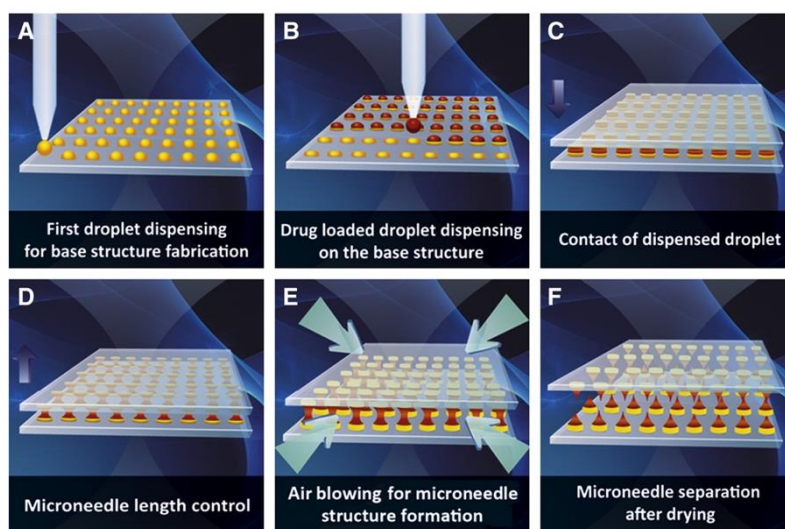 A
First droplet dispensing
for base structure fabrication
B
Drug loaded droplet dispensing
on the base structure
C
Contact of dispensed droplet
D
Microneedle length control
E
Air blowing for microneedle
structure formation
F
Microneedle separation
after drying